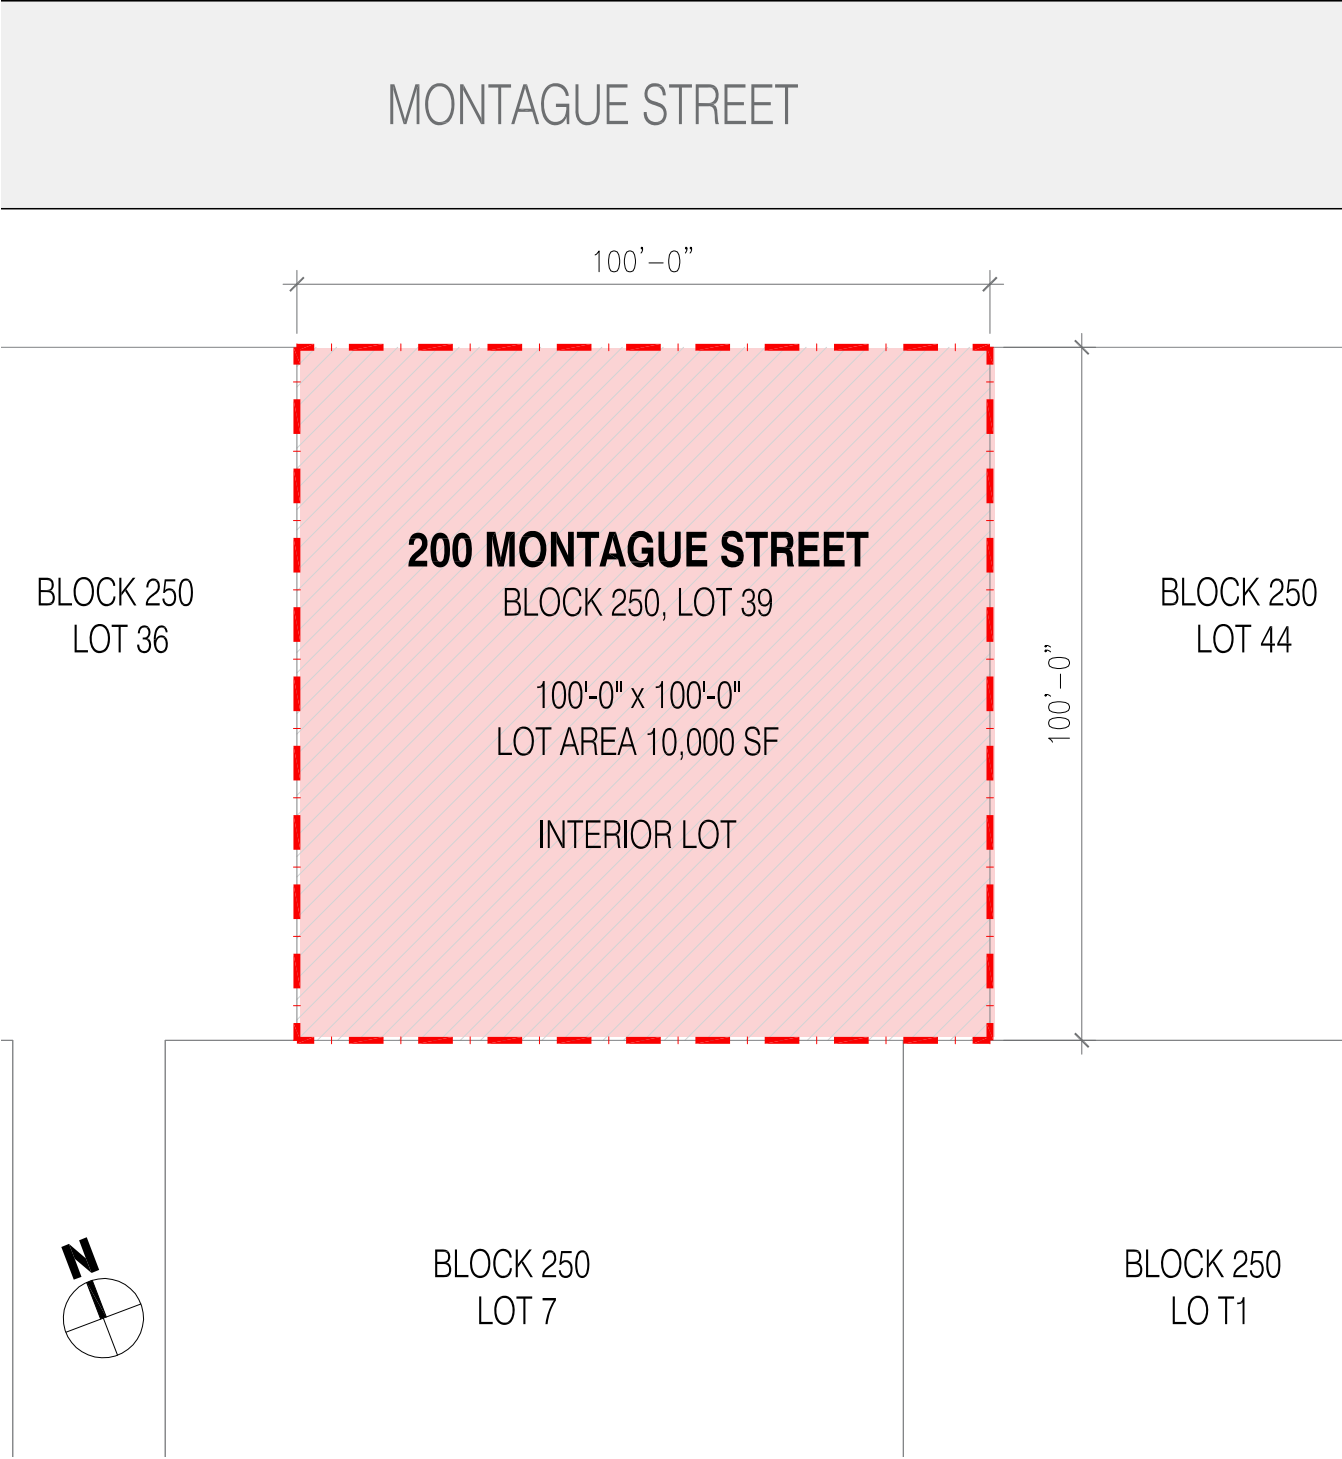 MONTAGUE STREET
100'-0"
200 MONTAGUE STREET
BLOCK 250, LOT 39
100'-0" x 100'-0"
LOT AREA 10,000 SF
INTERIOR LOT
BLOCK 250
LOT 36
BLOCK 250
LOT 44
100'-0"
BLOCK 250
LOT 7
BLOCK 250
LO T1
N